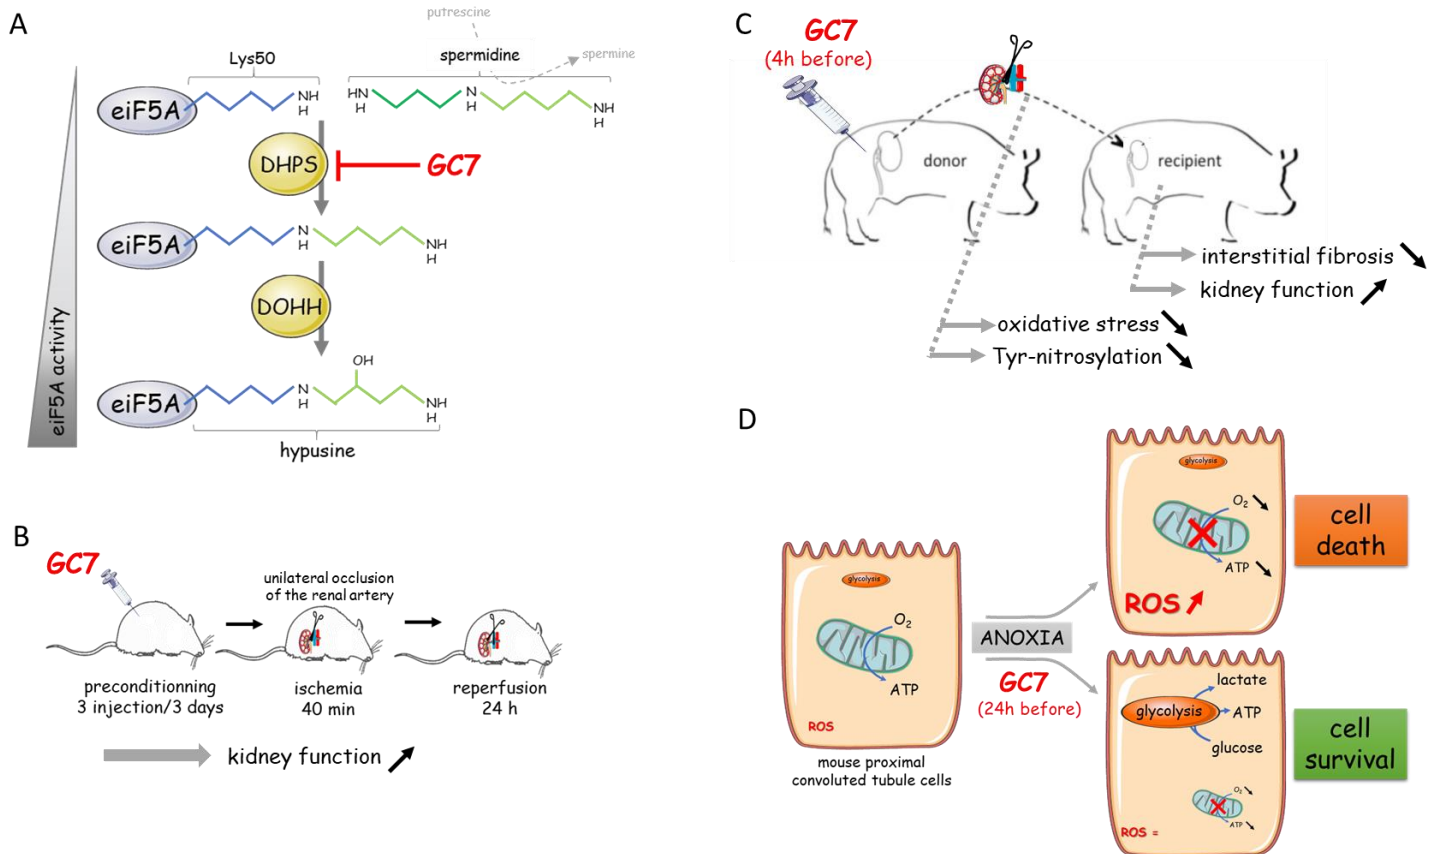 A
putrescine
Lys50
spermidine
spermine
eiF5A
NH
H
HN
H
N
H
NH
H
DHPS
GC7
eiF5A
N
H
NH
H
DOHH
OH
eiF5A
N
H
NH
H
hypusine
eiF5A activity
B
GC7
unilateral occlusion
of the renal artery
preconditionning
3 injection/3 days
ischemia
40 min
reperfusion
24 h
kidney function
C
GC7
(4h before)
donor
recipient
interstitial fibrosis
kidney function
oxidative stress
Tyr-nitrosylation
D
glycolysis
O2
ATP
ROS
mouse proximal
convoluted tubule cells
ANOXIA
GC7
(24h before)
glycolysis
O2
ATP
ROS
cell
death
lactate
glycolysis
ATP
glucose
O2
ATP
ROS =
cell
survival